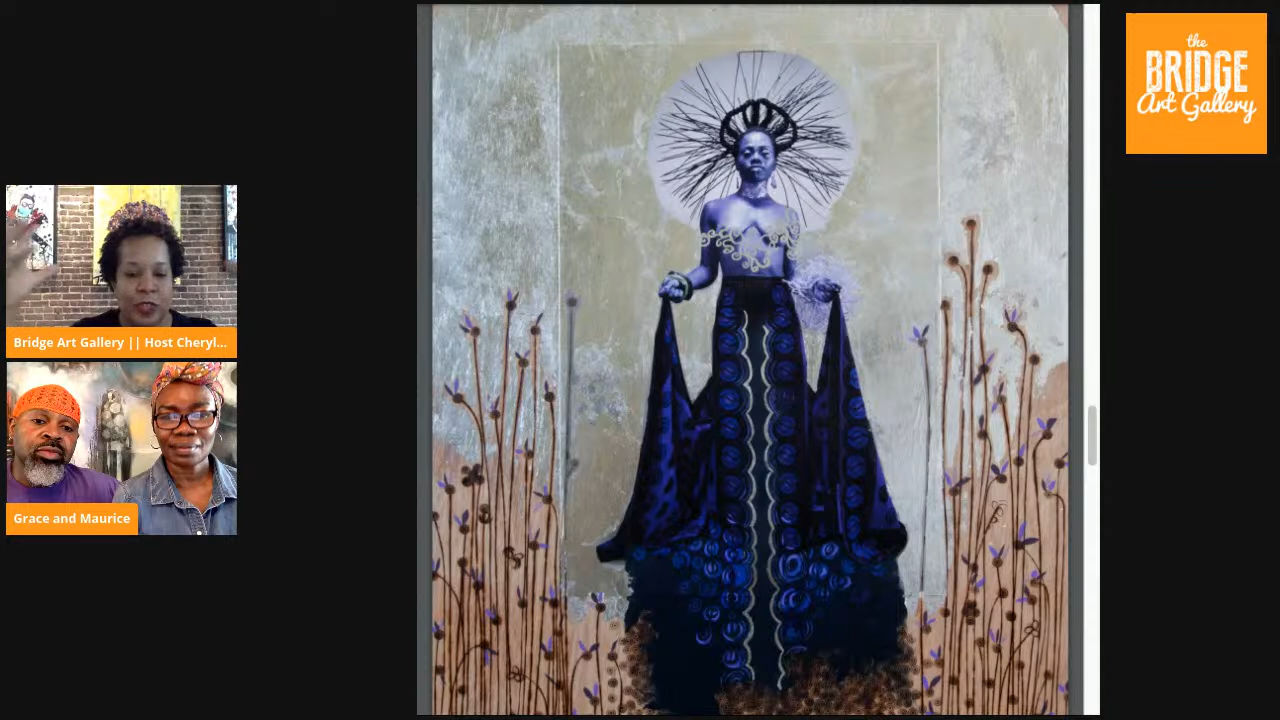 the
BRIDGE
Art Gallery
Bridge Art Gallery || Host Cheryl...
Grace and Maurice